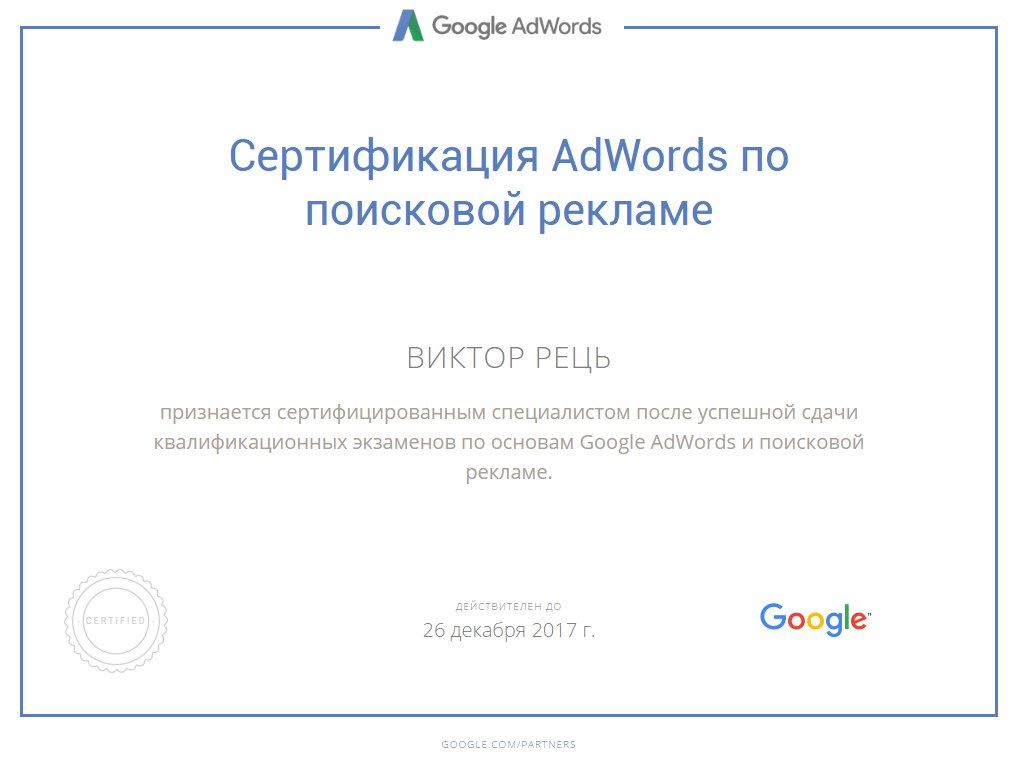 Google AdWords
Сертификация AdWords по
поисковой рекламе
ВИКТОР РЕЦЬ
признается сертифицированным специалистом после успешной сдачи
квалификационных экзаменов по основам Google AdWords и поисковой
рекламе.
CERTIFIED
ДЕЙСТВИТЕЛЕН ДО
26 декабря 2017 г.
Google™
GOOGLE.COM/PARTNERS